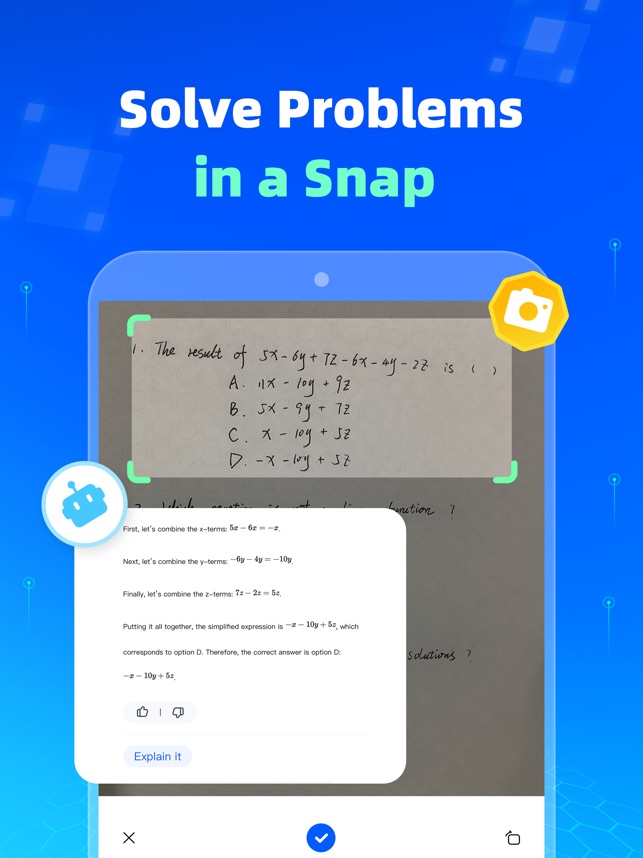 Solve Problems
in a Snap
1. The result of 5x-6y+7z-6x-4y-2z is ( )
A. 11x-10y+9z
B. 5x-9y+7z
C. x-10y+5z
D. -x-10y+5z
function ?
First, let's combine the x-terms: 5x − 6x = −x.
Next, let's combine the y-terms: −6y − 4y = −10y.
Finally, let's combine the z-terms: 7z − 2z = 5z.
Putting it all together, the simplified expression is −x − 10y + 5z, which
corresponds to option D. Therefore, the correct answer is option D:
solutions ?
−x − 10y + 5z.
Explain it